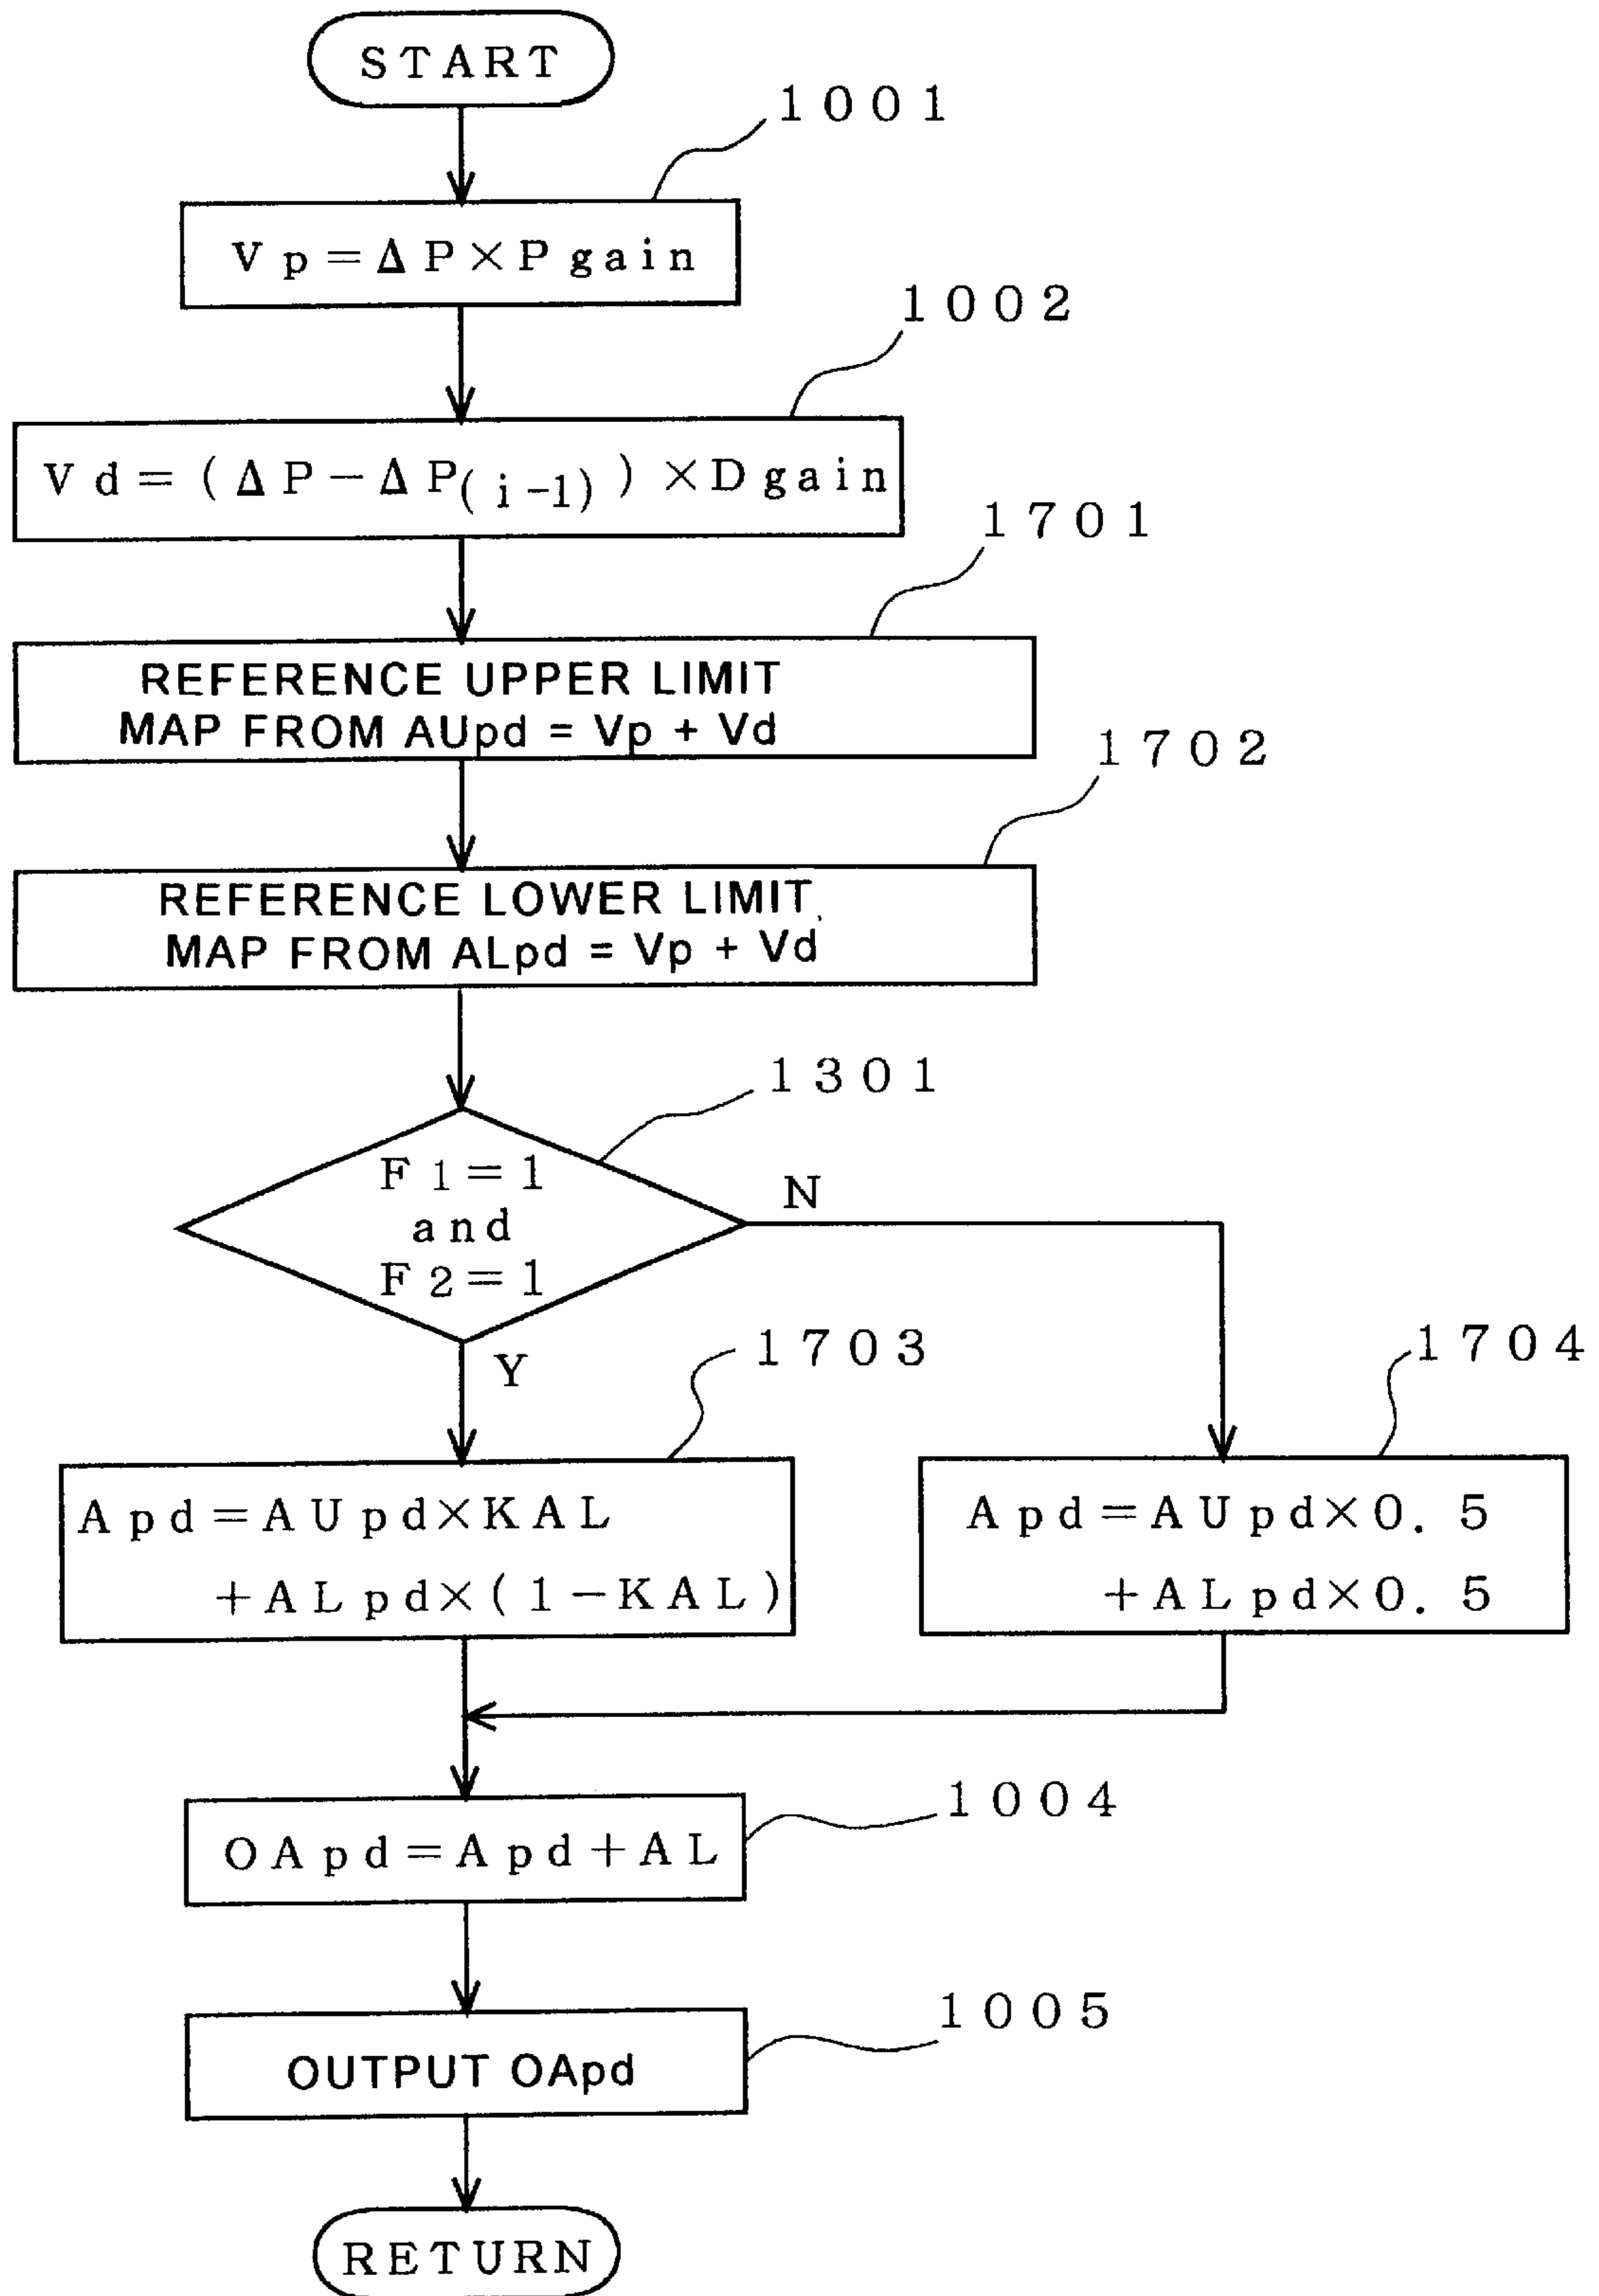 START
1001
Vp=ΔP×Pgain
1002
Vd=(ΔP-ΔP(i-1))×Dgain
1701
REFERENCE UPPER LIMIT
MAP FROM AUpd = Vp + Vd
1702
REFERENCE LOWER LIMIT
MAP FROM ALpd = Vp + Vd
1301
F1=1
and
F2=1
N
Y
1703
1704
Apd=AUpd×KAL
+ALpd×(1-KAL)
Apd=AUpd×0.5
+ALpd×0.5
1004
OApd=Apd+AL
1005
OUTPUT OApd
RETURN